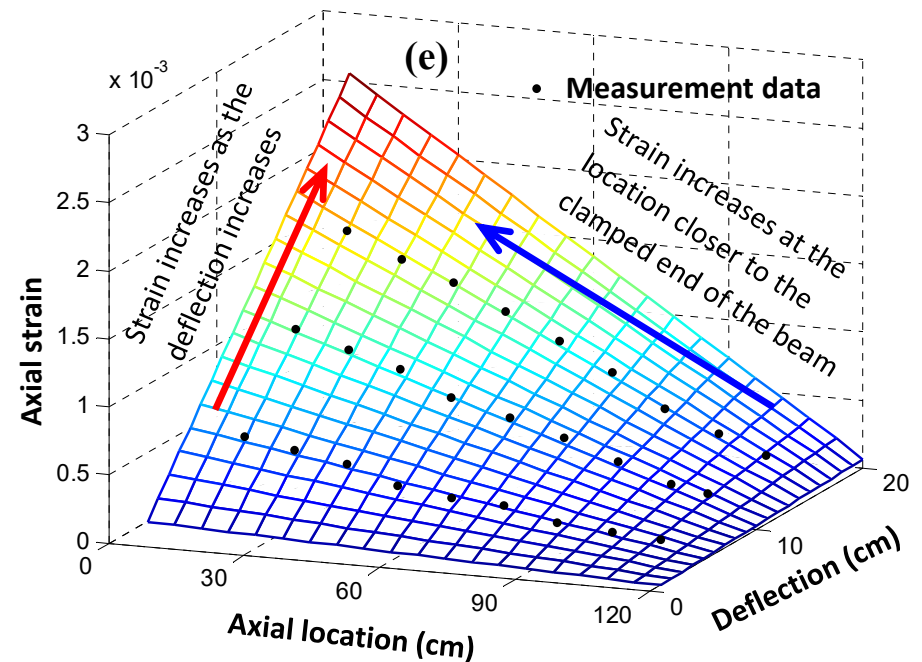 (e)
x 10-3
Measurement data
Strain increases as the
deflection increases
Strain increases at the
location closer to the
clamped end of the beam
3
2.5
2
1.5
1
0.5
0
Axial strain
0
30
60
90
120
Axial location (cm)
0
10
20
Deflection (cm)